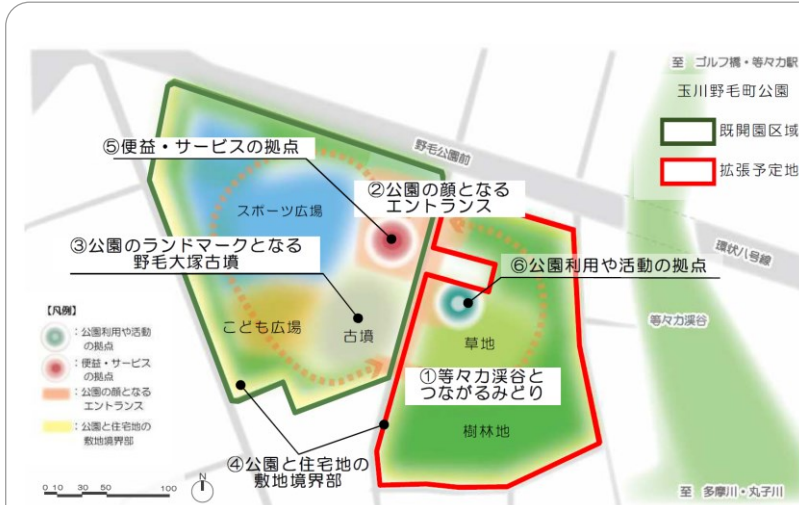 至 ゴルフ橋・等々力駅
玉川野毛町公園
既開園区域
拡張予定地
野毛公園前
環状八号線
等々力渓谷
⑤便益・サービスの拠点
スポーツ広場
②公園の顔となる
エントランス
③公園のランドマークとなる
野毛大塚古墳
⑥公園利用や活動の拠点
こども広場
古墳
草地
①等々力渓谷と
つながるみどり
樹林地
④公園と住宅地の
敷地境界部
【凡例】
：公園利用や活動
の拠点
：便益・サービスの
拠点
：公園の顔となる
エントランス
：公園と住宅地の
敷地境界部
0 10 30 50 100
N
至 多摩川・丸子川